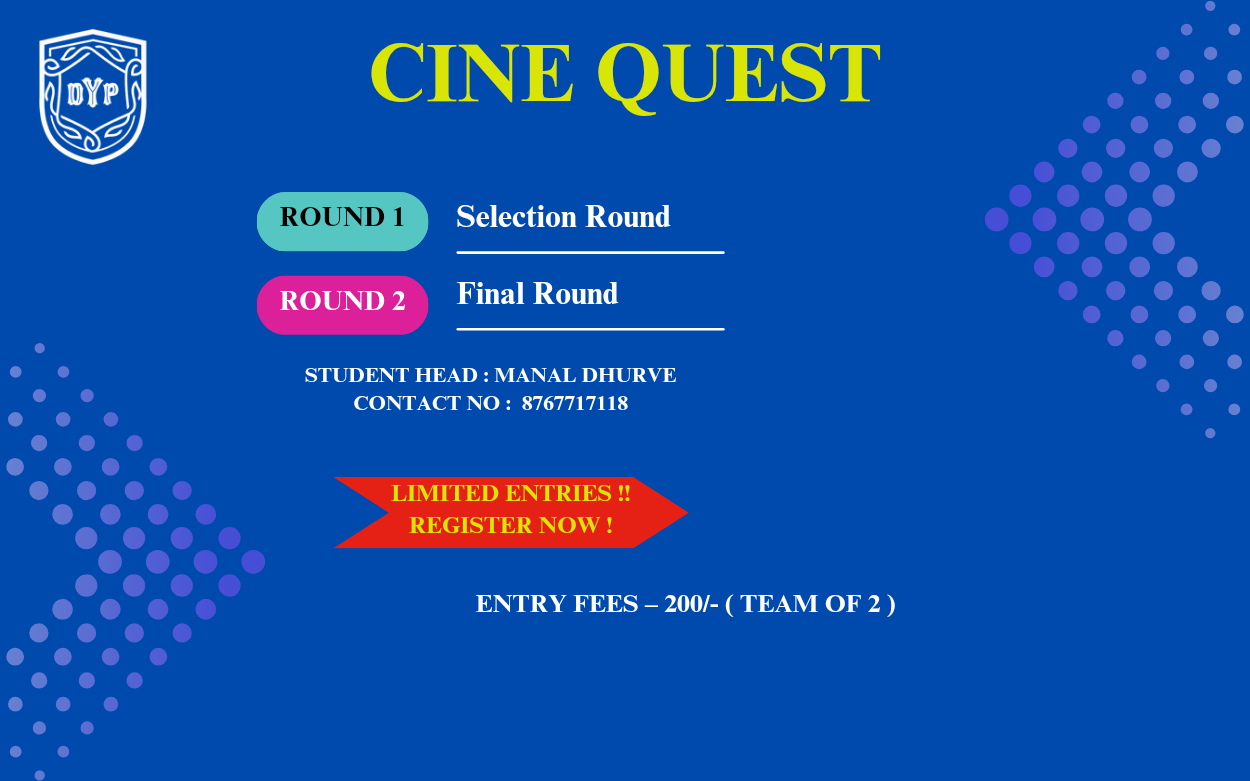 DYP
CINE QUEST
ROUND 1
Selection Round
ROUND 2
Final Round
STUDENT HEAD : MANAL DHURVE
CONTACT NO : 8767717118
LIMITED ENTRIES !!
REGISTER NOW !
ENTRY FEES – 200/- ( TEAM OF 2 )